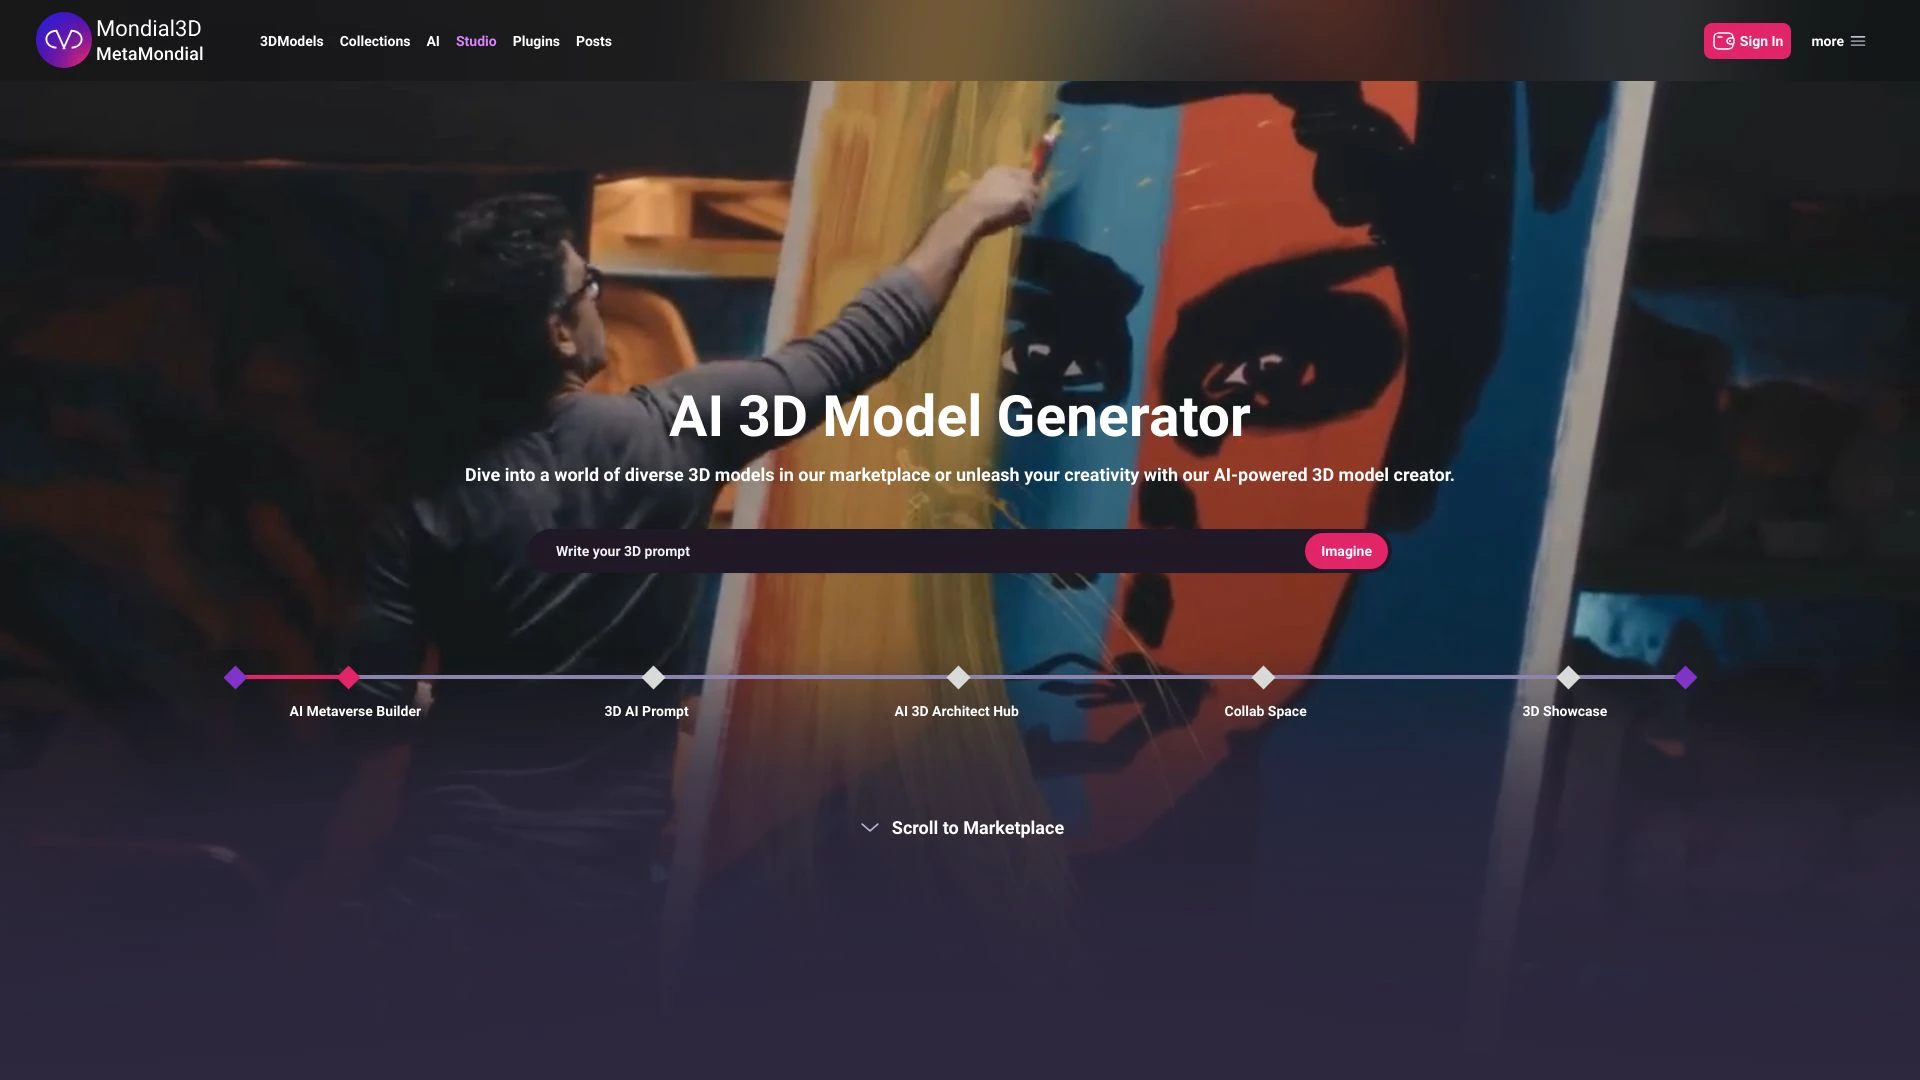 Mondial3D
MetaMondial
3DModels
Collections
AI
Studio
Plugins
Posts
Sign In
more
AI 3D Model Generator
Dive into a world of diverse 3D models in our marketplace or unleash your creativity with our AI-powered 3D model creator.
Write your 3D prompt
Imagine
AI Metaverse Builder
3D AI Prompt
AI 3D Architect Hub
Collab Space
3D Showcase
Scroll to Marketplace